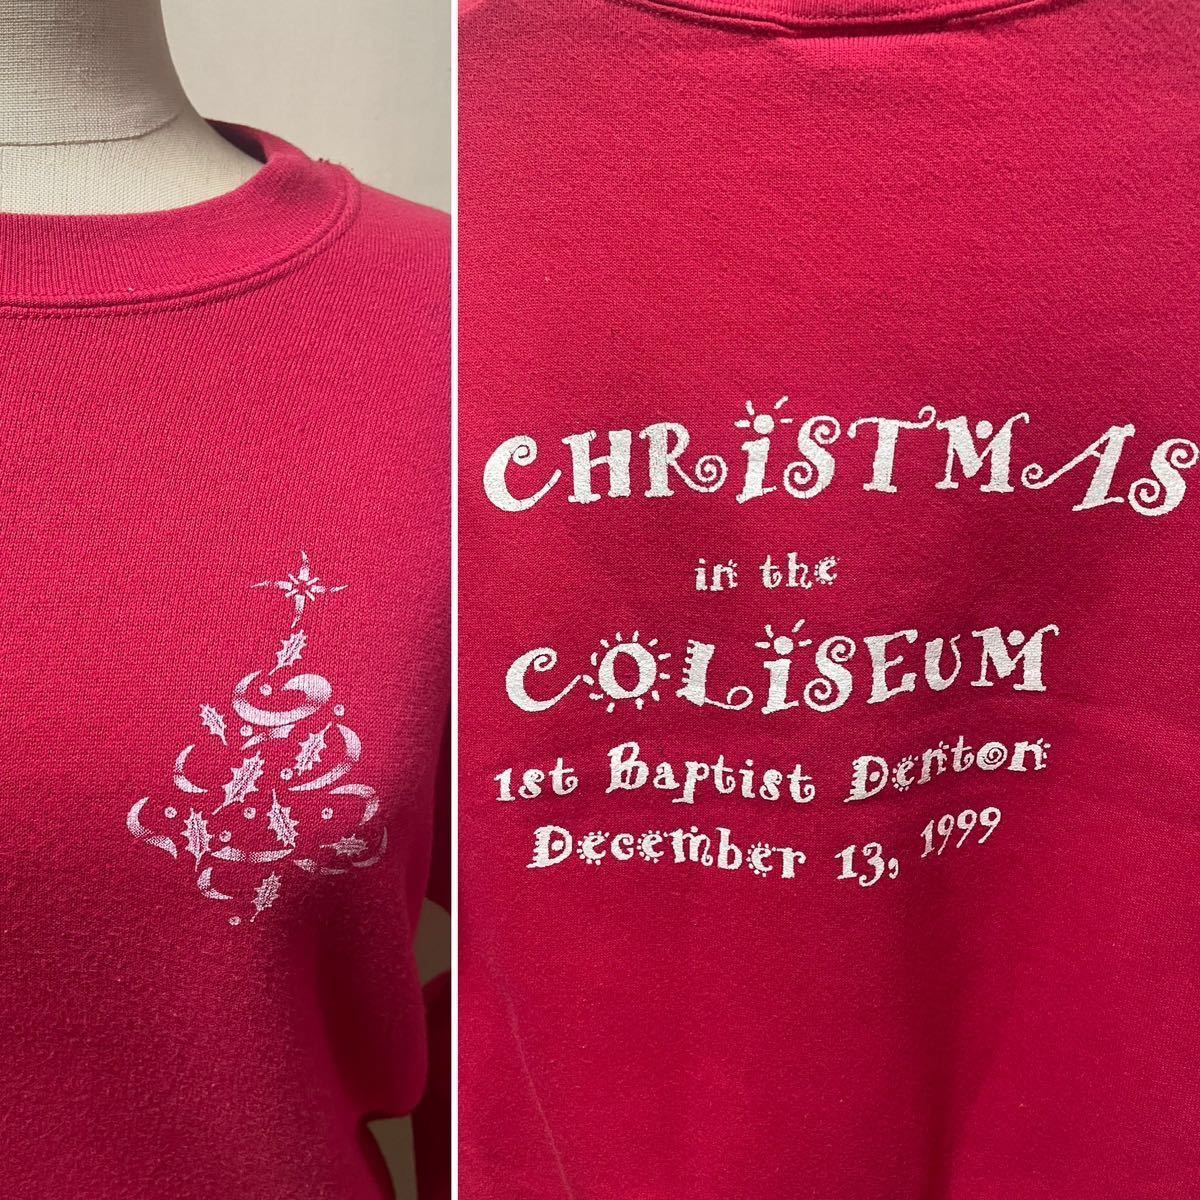 CHRiSTMAS
in the
COLiSEUM
1st Baptist Denton
December 13, 1999